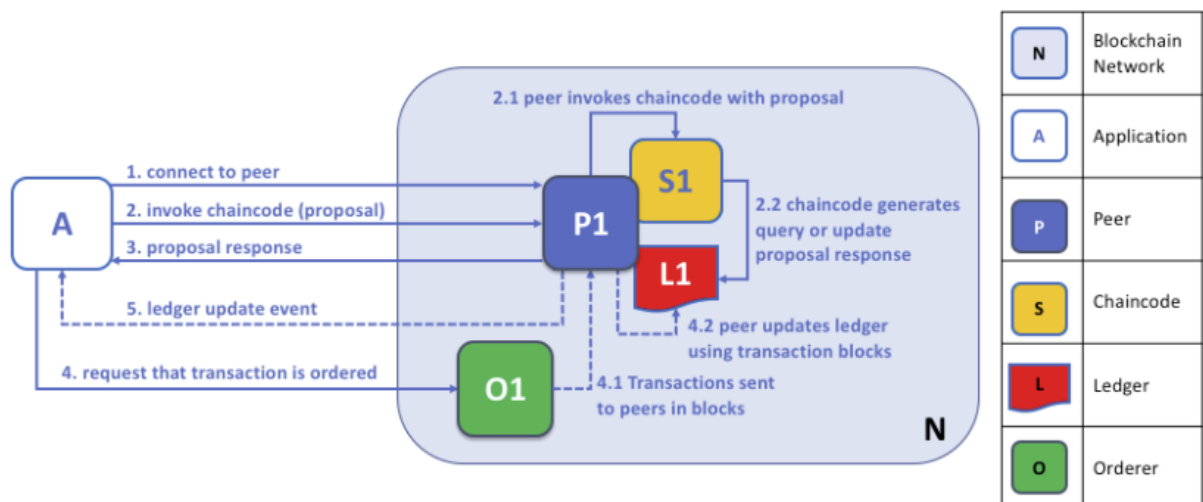 2.1 peer invokes chaincode with proposal
1. connect to peer
2. invoke chaincode (proposal)
3. proposal response
A
P1
S1
2.2 chaincode generates
query or update
proposal response
L1
5. ledger update event
4.2 peer updates ledger
using transaction blocks
4. request that transaction is ordered
O1
4.1 Transactions sent
to peers in blocks
N
N
Blockchain
Network
A
Application
P
Peer
S
Chaincode
L
Ledger
O
Orderer